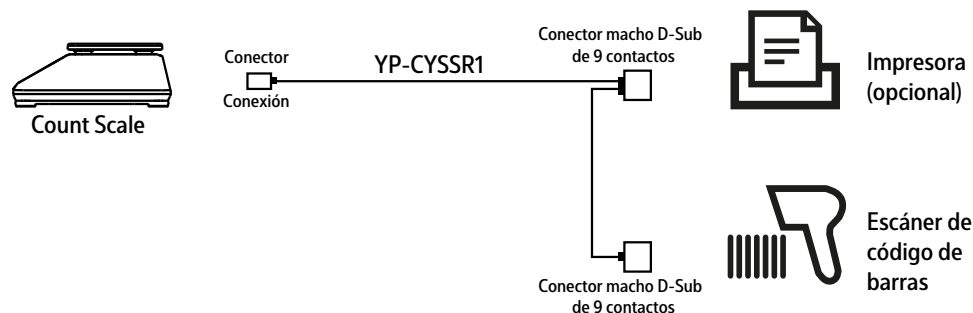 Count Scale
Conector
Conexión
YP-CYSSR1
Conector macho D-Sub
de 9 contactos
Impresora
(opcional)
Conector macho D-Sub
de 9 contactos
Escáner de
código de
barras